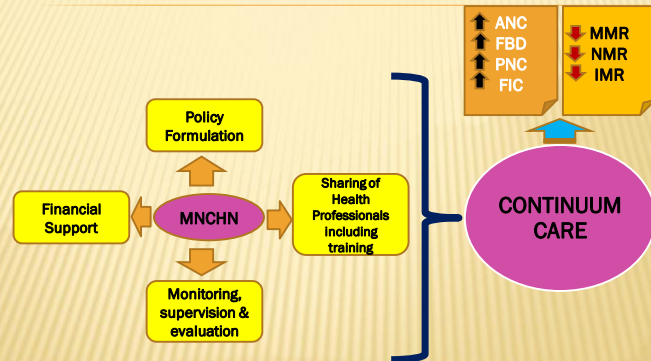 ANC
FBD
PNC
FIC
MMR
NMR
IMR
Policy
Formulation
Financial
Support
MNCHN
Sharing of
Health
Professionals
including
training
Monitoring,
supervision &
evaluation
CONTINUUM
CARE